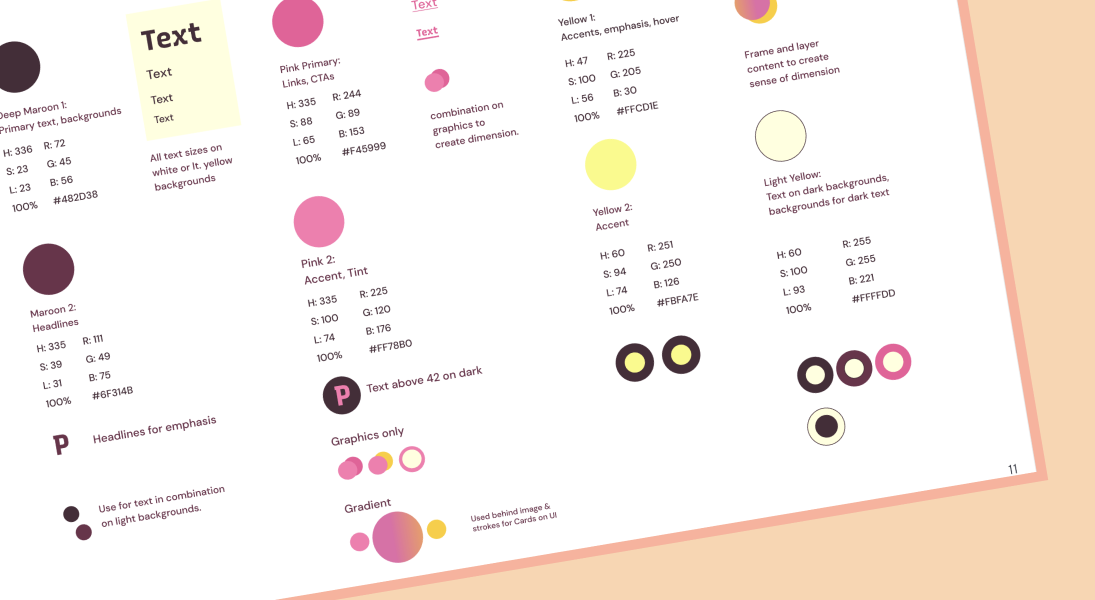 Text
Text
Text
Text
Deep Maroon 1:
Primary text, backgrounds
H: 336 R: 72
S: 23 G: 45
L: 23 B: 56
100% #482D38
All text sizes on
white or lt. yellow
backgrounds
Maroon 2:
Headlines
H: 335 R: 111
S: 39 G: 49
L: 31 B: 75
100% #6F314B
P Headlines for emphasis
Use for text in combination
on light backgrounds.
Pink Primary:
Links, CTAs
H: 335 R: 244
S: 88 G: 89
L: 65 B: 153
100% #F45999
Text
Text
combination on
graphics to
create dimension.
Pink 2:
Accent, Tint
H: 335 R: 225
S: 100 G: 120
L: 74 B: 176
100% #FF78B0
P Text above 42 on dark
Graphics only
Gradient
Used behind image &
strokes for Cards on UI
Yellow 1:
Accents, emphasis, hover
H: 47 R: 225
S: 100 G: 205
L: 56 B: 30
100% #FFCD1E
Yellow 2:
Accent
H: 60 R: 251
S: 94 G: 250
L: 74 B: 126
100% #FBFA7E
Frame and layer
content to create
sense of dimension
Light Yellow:
Text on dark backgrounds,
backgrounds for dark text
H: 60 R: 255
S: 100 G: 255
L: 93 B: 221
100% #FFFFDD
11